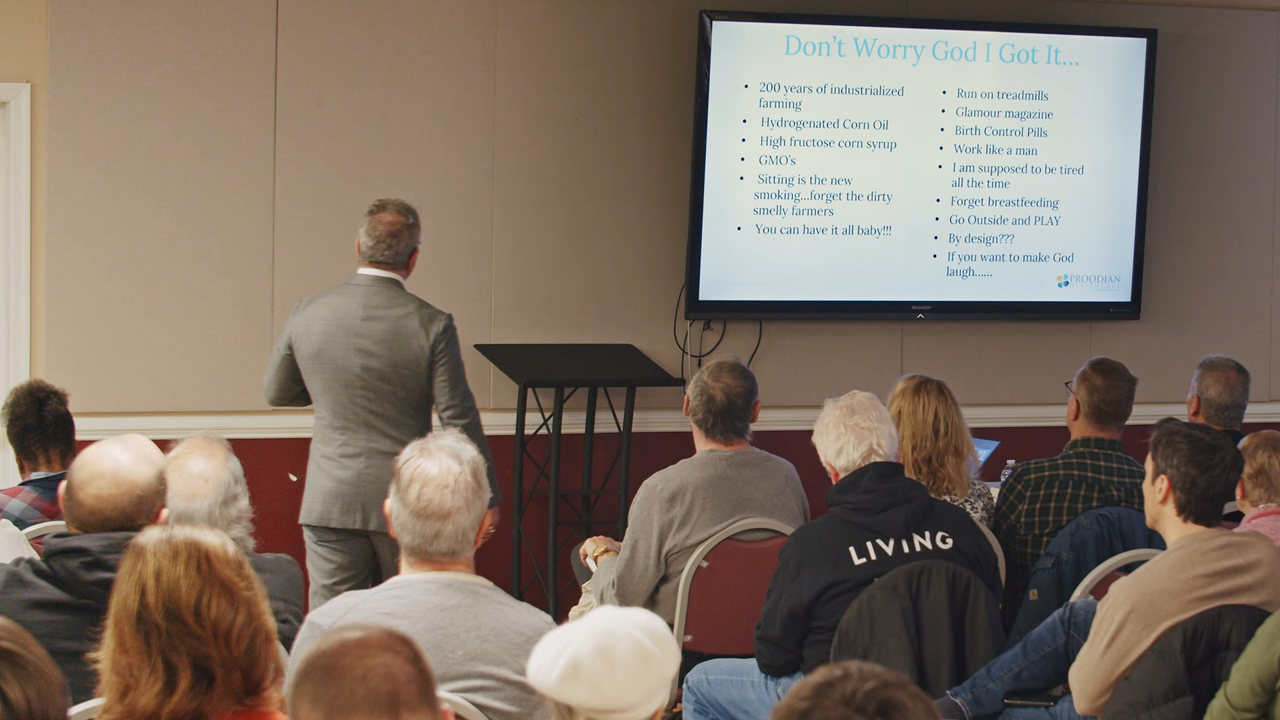 Don't Worry God I Got It...
• 200 years of industrialized
farming
• Hydrogenated Corn Oil
• High fructose corn syrup
• GMO's
• Sitting is the new
smoking...forget the dirty
smelly farmers
• You can have it all baby!!!
• Run on treadmills
• Glamour magazine
• Birth Control Pills
• Work like a man
• I am supposed to be tired
all the time
• Forget breastfeeding
• Go Outside and PLAY
• By design???
• If you want to make God
laugh......
PROODIAN
SHARP
LIVING